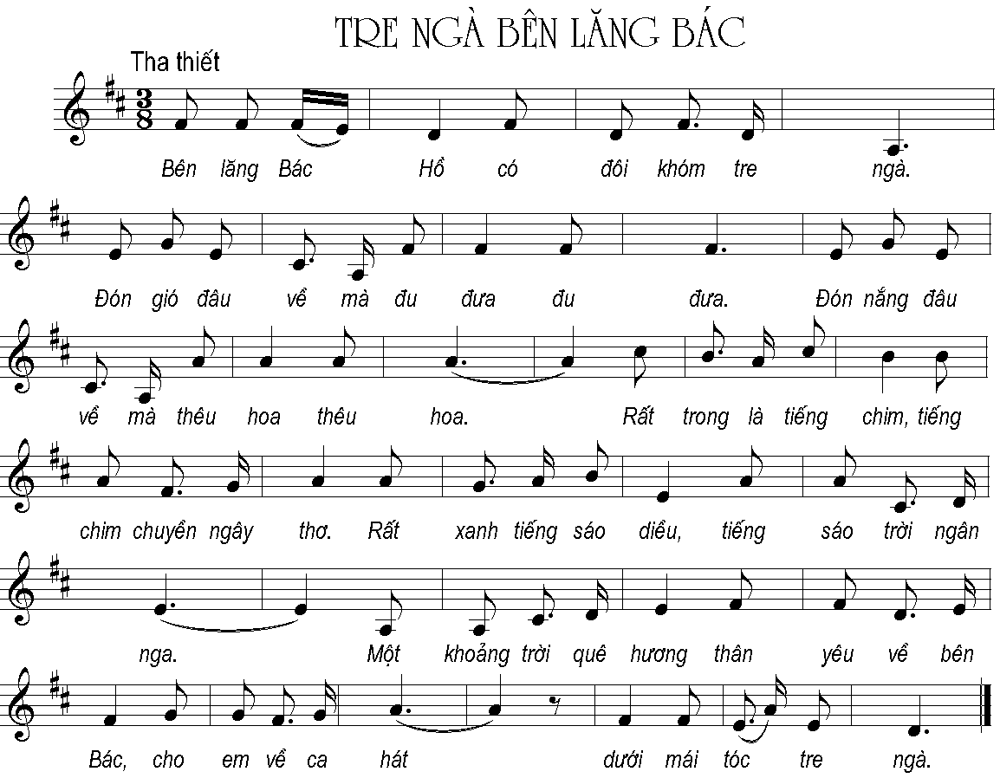 TRE NGÀ BÊN LĂNG BÁC
Tha thiết
3
8
Bên lăng Bác Hồ có đôi khóm tre ngà.
Đón gió đâu về mà đu đưa đu đưa. Đón nắng đâu
về mà thêu hoa thêu hoa. Rất trong là tiếng chim, tiếng
chim chuyền ngây thơ. Rất xanh tiếng sáo diều, tiếng sáo trời ngân
nga. Một khoảng trời quê hương thân yêu về bên
Bác, cho em về ca hát dưới mái tóc tre ngà.